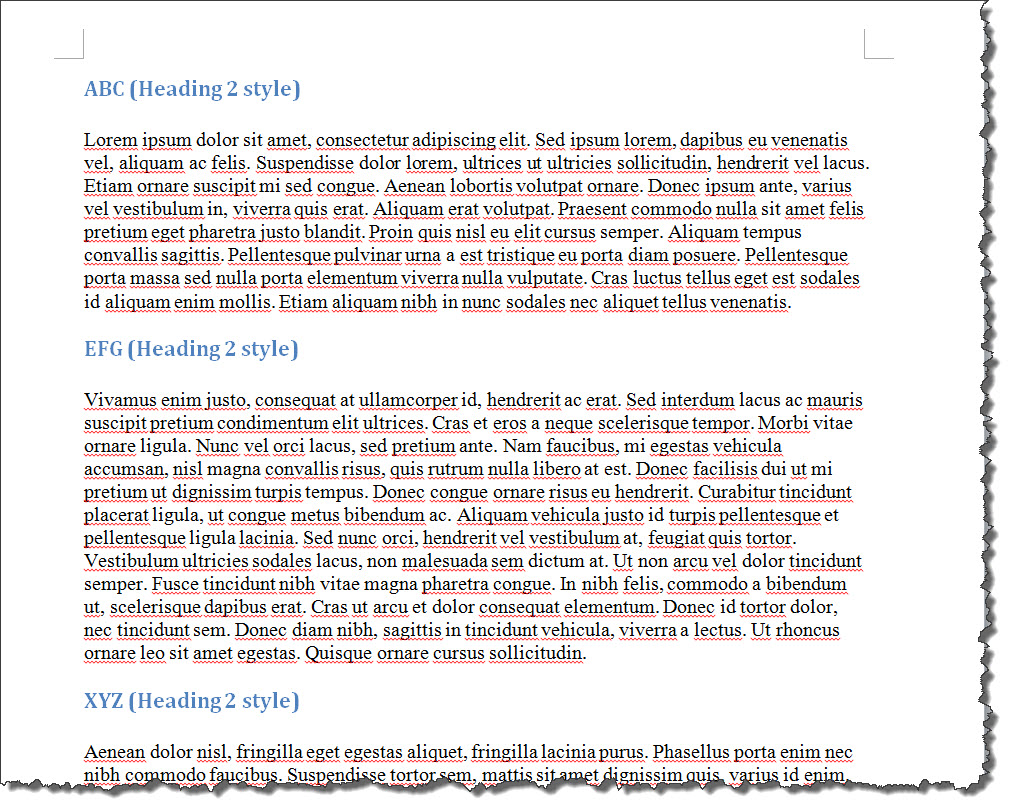 ABC (Heading 2 style)
Lorem ipsum dolor sit amet, consectetur adipiscing elit. Sed ipsum lorem, dapibus eu venenatis
vel, aliquam ac felis. Suspendisse dolor lorem, ultrices ut ultricies sollicitudin, hendrerit vel lacus.
Etiam ornare suscipit mi sed congue. Aenean lobortis volutpat ornare. Donec ipsum ante, varius
vel vestibulum in, viverra quis erat. Aliquam erat volutpat. Praesent commodo nulla sit amet felis
pretium eget pharetra justo blandit. Proin quis nisl eu elit cursus semper. Aliquam tempus
convallis sagittis. Pellentesque pulvinar urna a est tristique eu porta diam posuere. Pellentesque
porta massa sed nulla porta elementum viverra nulla vulputate. Cras luctus tellus eget est sodales
id aliquam enim mollis. Etiam aliquam nibh in nunc sodales nec aliquet tellus venenatis.
EFG (Heading 2 style)
Vivamus enim justo, consequat at ullamcorper id, hendrerit ac erat. Sed interdum lacus ac mauris
suscipit pretium condimentum elit ultrices. Cras et eros a neque scelerisque tempor. Morbi vitae
ornare ligula. Nunc vel orci lacus, sed pretium ante. Nam faucibus, mi egestas vehicula
accumsan, nisl magna convallis risus, quis rutrum nulla libero at est. Donec facilisis dui ut mi
pretium ut dignissim turpis tempus. Donec congue ornare risus eu hendrerit. Curabitur tincidunt
placerat ligula, ut congue metus bibendum ac. Aliquam vehicula justo id turpis pellentesque et
pellentesque ligula lacinia. Sed nunc orci, hendrerit vel vestibulum at, feugiat quis tortor.
Vestibulum ultricies sodales lacus, non malesuada sem dictum at. Ut non arcu vel dolor tincidunt
semper. Fusce tincidunt nibh vitae magna pharetra congue. In nibh felis, commodo a bibendum
ut, scelerisque dapibus erat. Cras ut arcu et dolor consequat elementum. Donec id tortor dolor,
nec tincidunt sem. Donec diam nibh, sagittis in tincidunt vehicula, viverra a lectus. Ut rhoncus
ornare leo sit amet egestas. Quisque ornare cursus sollicitudin.
XYZ (Heading 2 style)
Aenean dolor nisl, fringilla eget egestas aliquet, fringilla lacinia purus. Phasellus porta enim nec
nibh commodo faucibus. Suspendisse tortor sem, mattis sit amet dignissim quis, varius id enim.